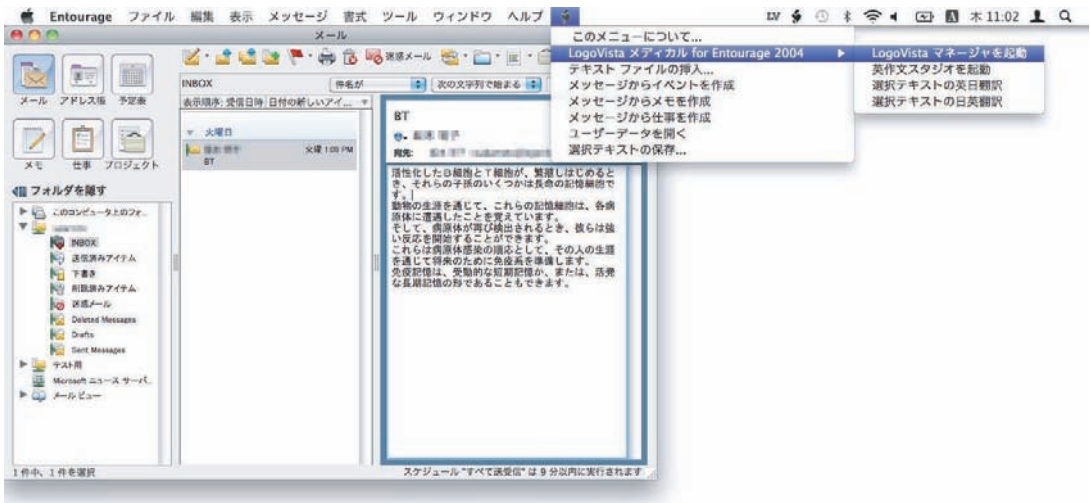 Entourage ファイル 編集 表示 メッセージ 書式 ツール ウィンドウ ヘルプ
LV 木 11:02
メール
このメニューについて...
LogoVista メディカル for Entourage 2004
テキスト ファイルの挿入...
メッセージからイベントを作成
メッセージからメモを作成
メッセージから仕事を作成
ユーザーデータを開く
選択テキストの保存...
LogoVista マネージャを起動
英作文スタジオを起動
選択テキストの英日翻訳
選択テキストの日英翻訳
メール アドレス帳 予定表
メモ 仕事 プロジェクト
フォルダを隠す
このコンピュータ上のフォ...
INBOX
送信済みアイテム
下書き
削除済みアイテム
迷惑メール
Deleted Messages
Drafts
Sent Messages
テスト用
Microsoft ニュース サーバ...
メール ビュー
迷惑メール
INBOX 件名が 次の文字列で始まる
表示順序: 受信日時 日付の新しいアイ...
火曜日
火曜 1:00 PM
BT
BT
宛先:
活性化したB細胞とT細胞が、繁殖しはじめると
き、それらの子孫のいくつかは長命の記憶細胞で
す。
動物の生涯を通じて、これらの記憶細胞は、各病
原体に遭遇したことを覚えています。
そして、病原体が再び検出されるとき、彼らは強
い反応を開始することができます。
これらは病原体感染の順応として、その人の生涯
を通じて将来のために免疫系を準備します。
免疫記憶は、受動的な短期記憶か、または、活発
な長期記憶の形であることもできます。
1 件中、1 件を選択
スケジュール "すべて送受信" は 9 分以内に実行されます